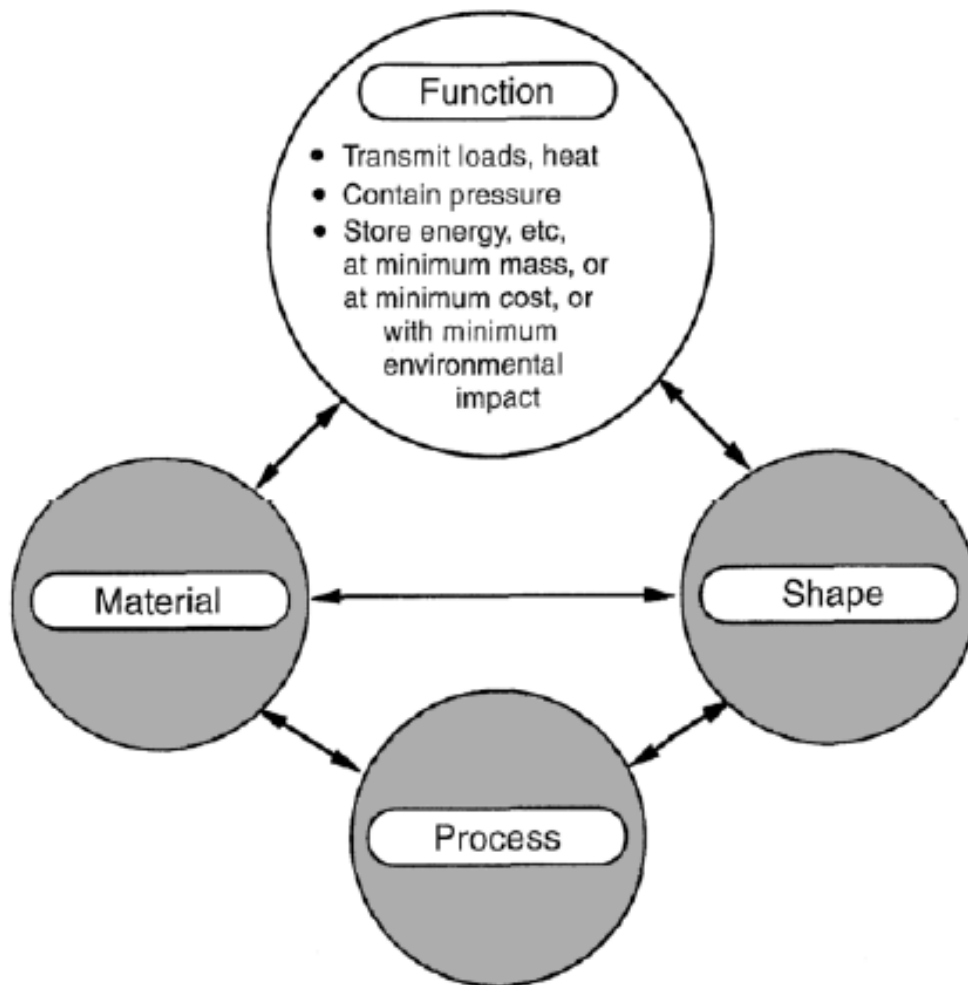 Function
• Transmit loads, heat
• Contain pressure
• Store energy, etc,
at minimum mass, or
at minimum cost, or
with minimum
environmental
impact
Material
Shape
Process